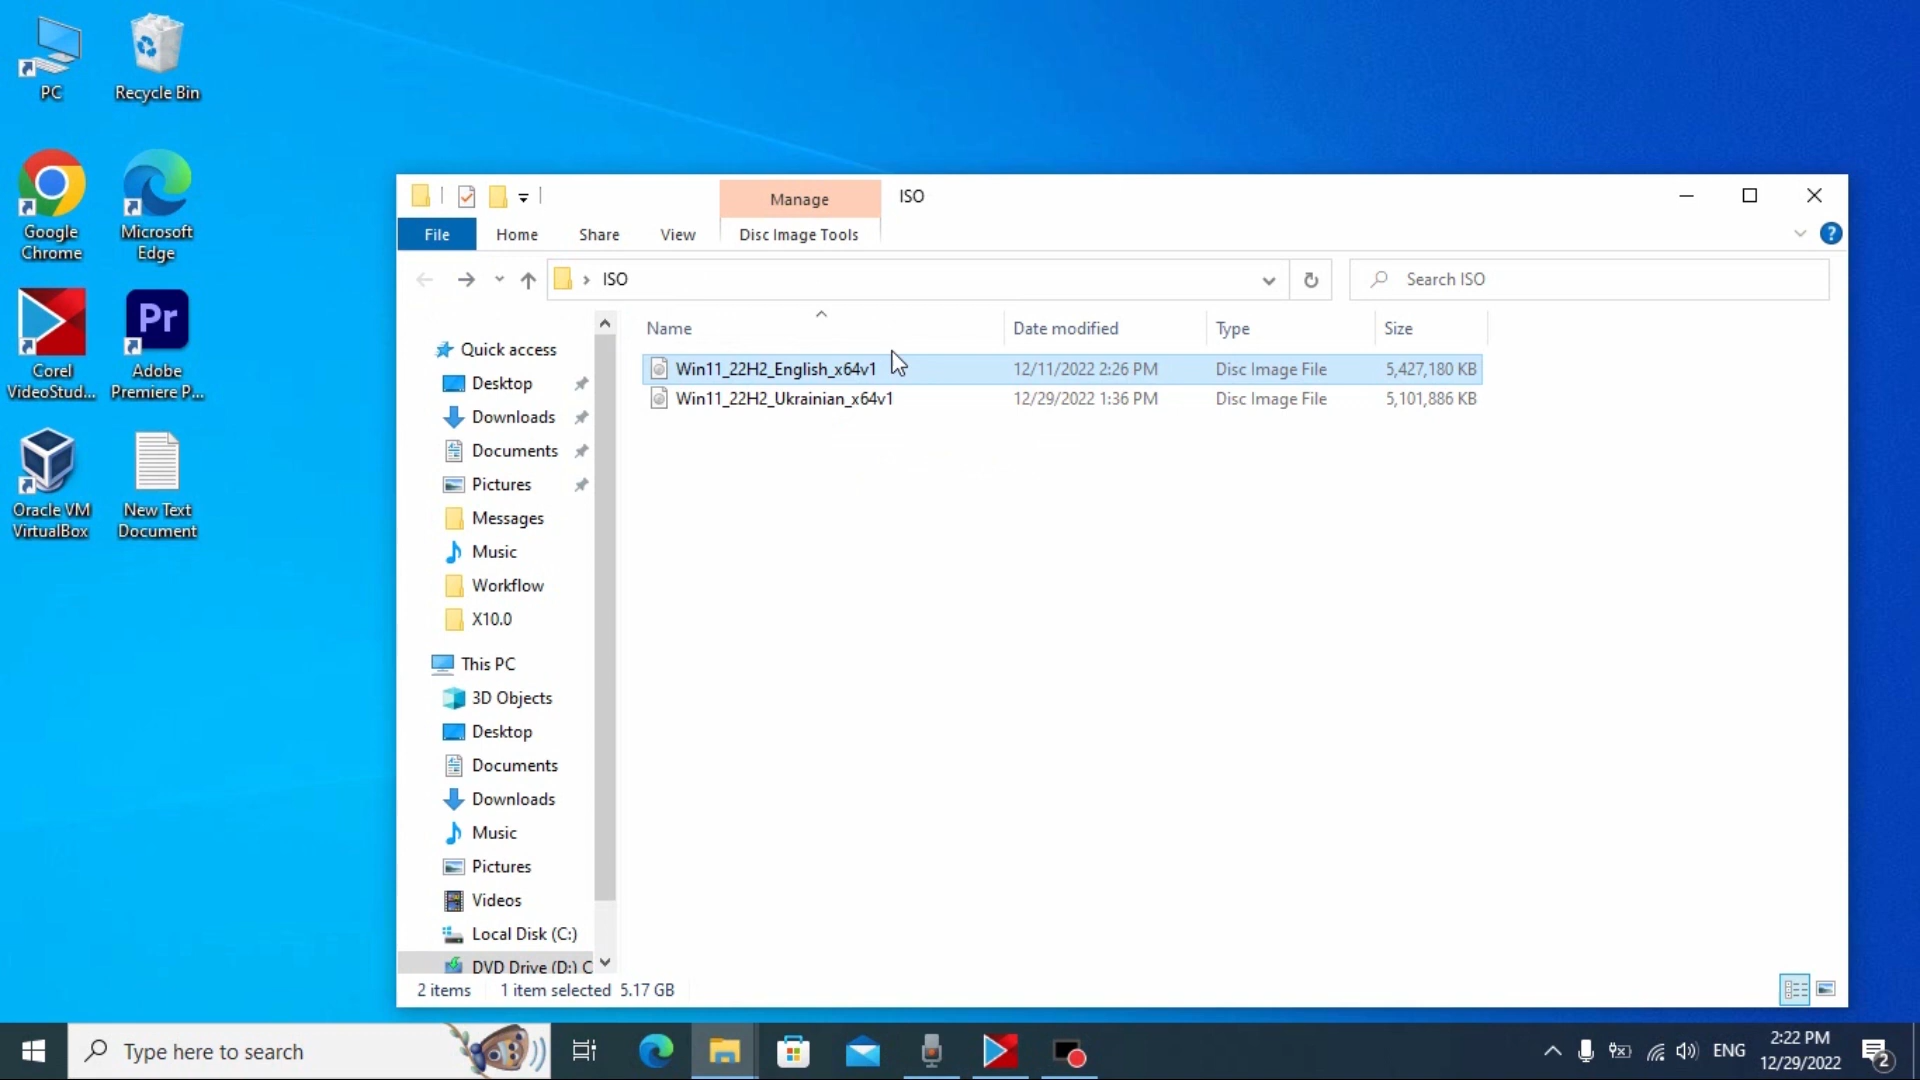 PC
Recycle Bin
Google
Chrome
Microsoft
Edge
Corel
VideoStud...
Pr
Adobe
Premiere P...
Oracle VM
VirtualBox
New Text
Document
Manage
ISO
File
Home
Share
View
Disc Image Tools
?
ISO
Search ISO
Name
Date modified
Type
Size
Win11_22H2_English_x64v1
12/11/2022 2:26 PM
Disc Image File
5,427,180 KB
Win11_22H2_Ukrainian_x64v1
12/29/2022 1:36 PM
Disc Image File
5,101,886 KB
Quick access
Desktop
Downloads
Documents
Pictures
Messages
Music
Workflow
X10.0
This PC
3D Objects
Desktop
Documents
Downloads
Music
Pictures
Videos
Local Disk (C:)
DVD Drive (D:) C
2 items
1 item selected 5.17 GB
Type here to search
ENG
2:22 PM
12/29/2022
2